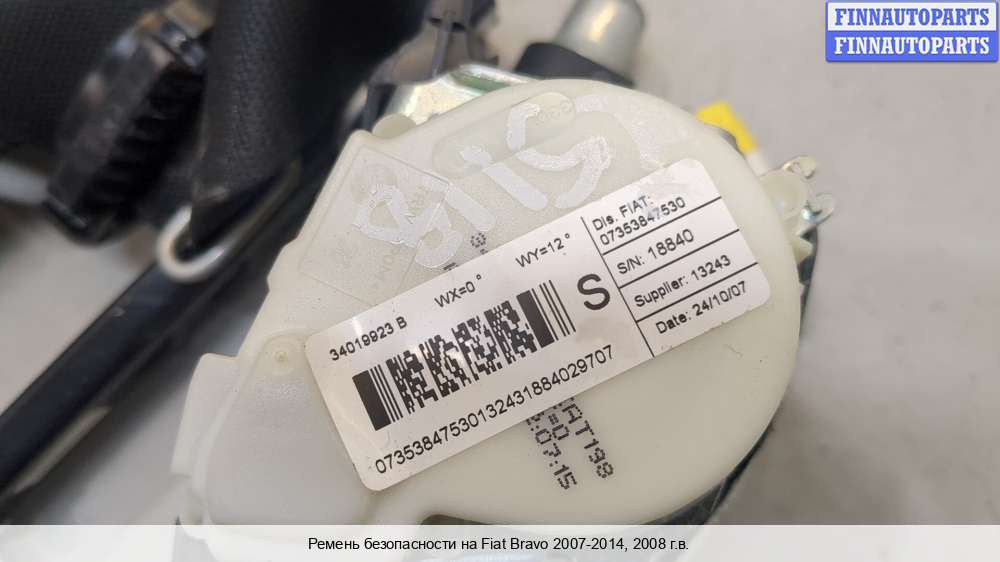 FINNAUTOPARTS
FINNAUTOPARTS
34019923 B
WX=0°
WY=12°
S
Dis. FIAT:
07353847530
S/N: 18840
Supplier: 13243
Date: 24/10/07
07353847530132431884029707
Ремень безопасности на Fiat Bravo 2007-2014, 2008 г.в.